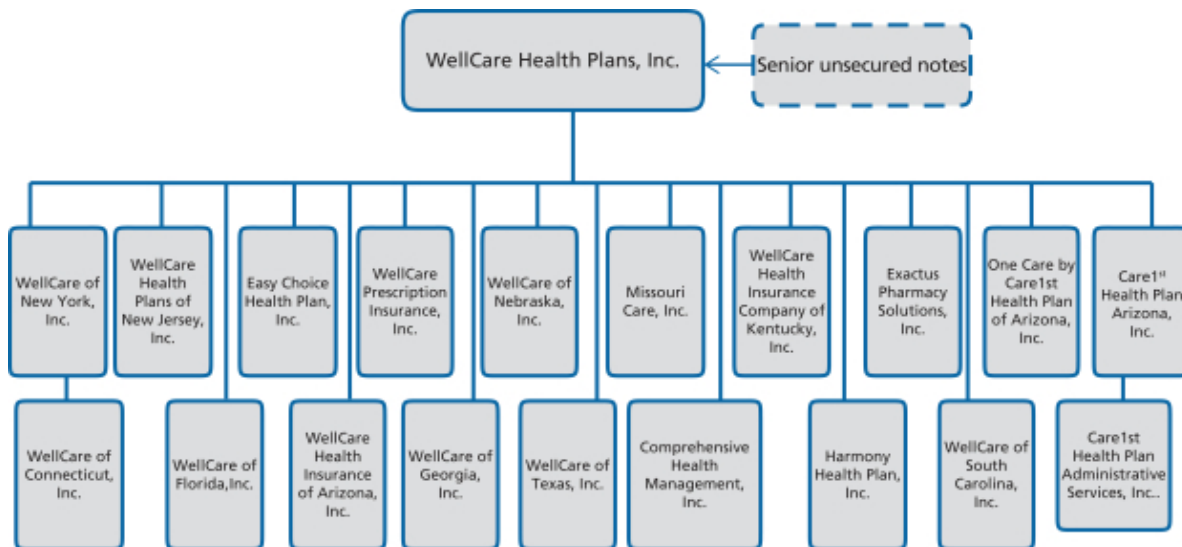 WellCare Health Plans, Inc.
Senior unsecured notes
WellCare of
New York,
Inc.
WellCare
Health
Plans of
New Jersey,
Inc.
Easy Choice
Health Plan,
Inc.
WellCare
Prescription
Insurance,
Inc.
WellCare of
Nebraska,
Inc.
Missouri
Care, Inc.
WellCare
Health
Insurance
Company of
Kentucky,
Inc.
Exactus
Pharmacy
Solutions,
Inc.
One Care by
Care1st
Health Plan
of Arizona,
Inc.
Care1st
Health Plan
Arizona,
Inc.
WellCare of
Connecticut,
Inc.
WellCare of
Florida,Inc.
WellCare
Health
Insurance
of Arizona,
Inc.
WellCare of
Georgia,
Inc.
WellCare of
Texas, Inc.
Comprehensive
Health
Management,
Inc.
Harmony
Health Plan,
Inc.
WellCare of
South
Carolina,
Inc.
Care1st
Health Plan
Administrative
Services, Inc..